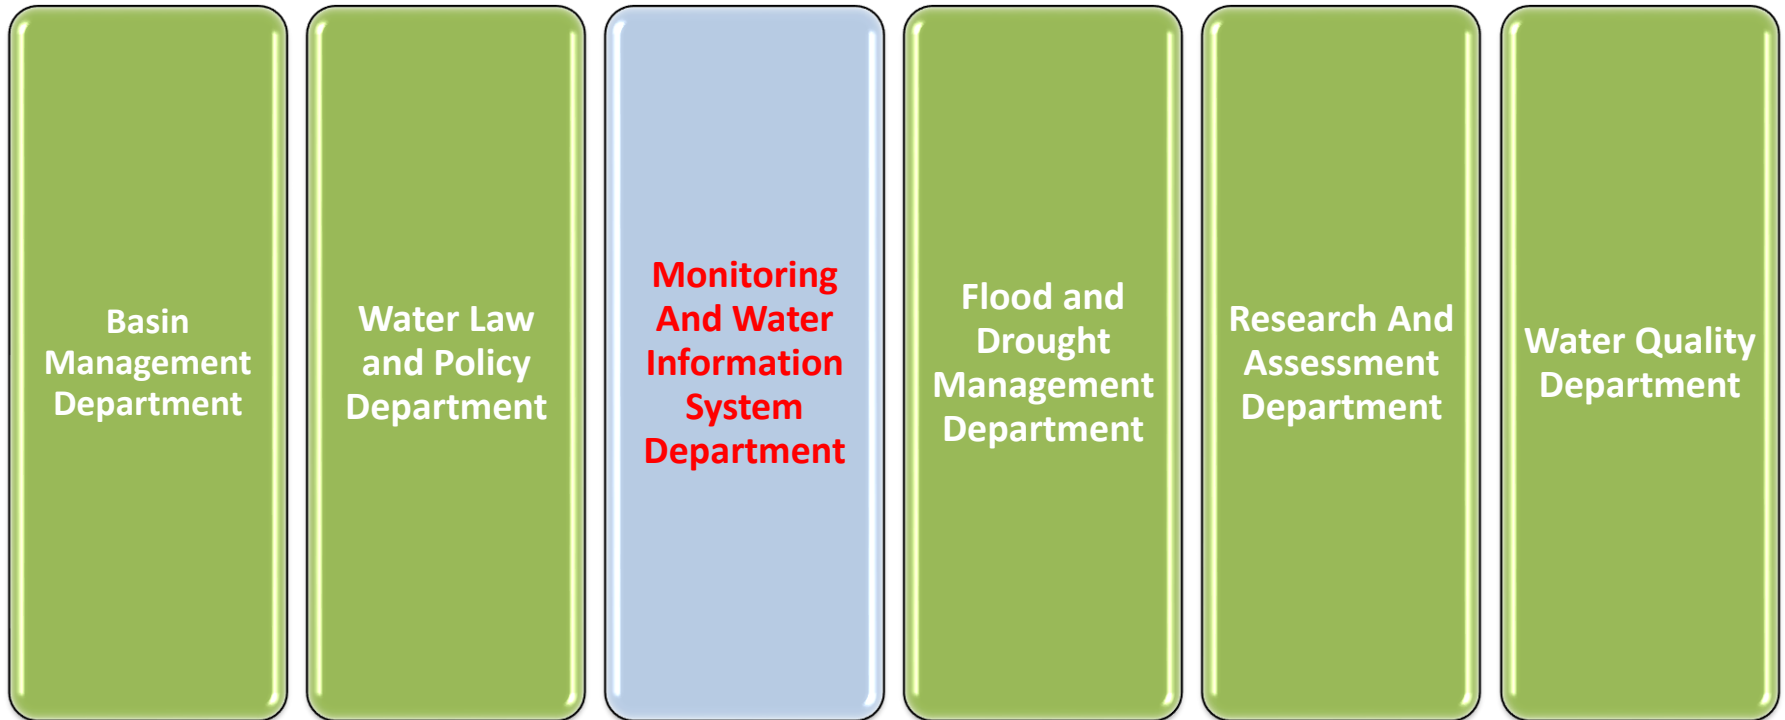 Basin
Management
Department
Water Law
and Policy
Department
Monitoring
And Water
Information
System
Department
Flood and
Drought
Management
Department
Research And
Assessment
Department
Water Quality
Department